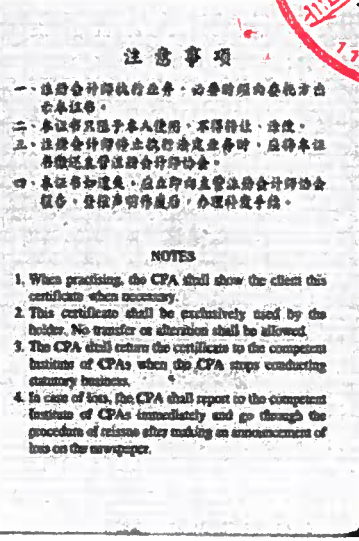 注意事项
一、注册会计师执行业务,必要时须向委托方出
示本证书。
二、本证书只限于本人使用,不得转让、涂改。
三、注册会计师停止执行法定业务时,应将本证
书缴还主管注册会计师协会。
四、本证书如遗失,应立即向主管注册会计师协会
报告,登报声明作废后,办理补发手续。
NOTES
1. When practising, the CPA shall show the client this
certificate when necessary.
2. This certificate shall be exclusively used by the
holder. No transfer or alteration shall be allowed.
3. The CPA shall return the certificate to the competent
Institute of CPAs when the CPA stops conducting
statutory business.
4. In case of loss, the CPA shall report to the competent
Institute of CPAs immediately and go through the
procedure of reissue after making an announcement of
loss on the newspaper.